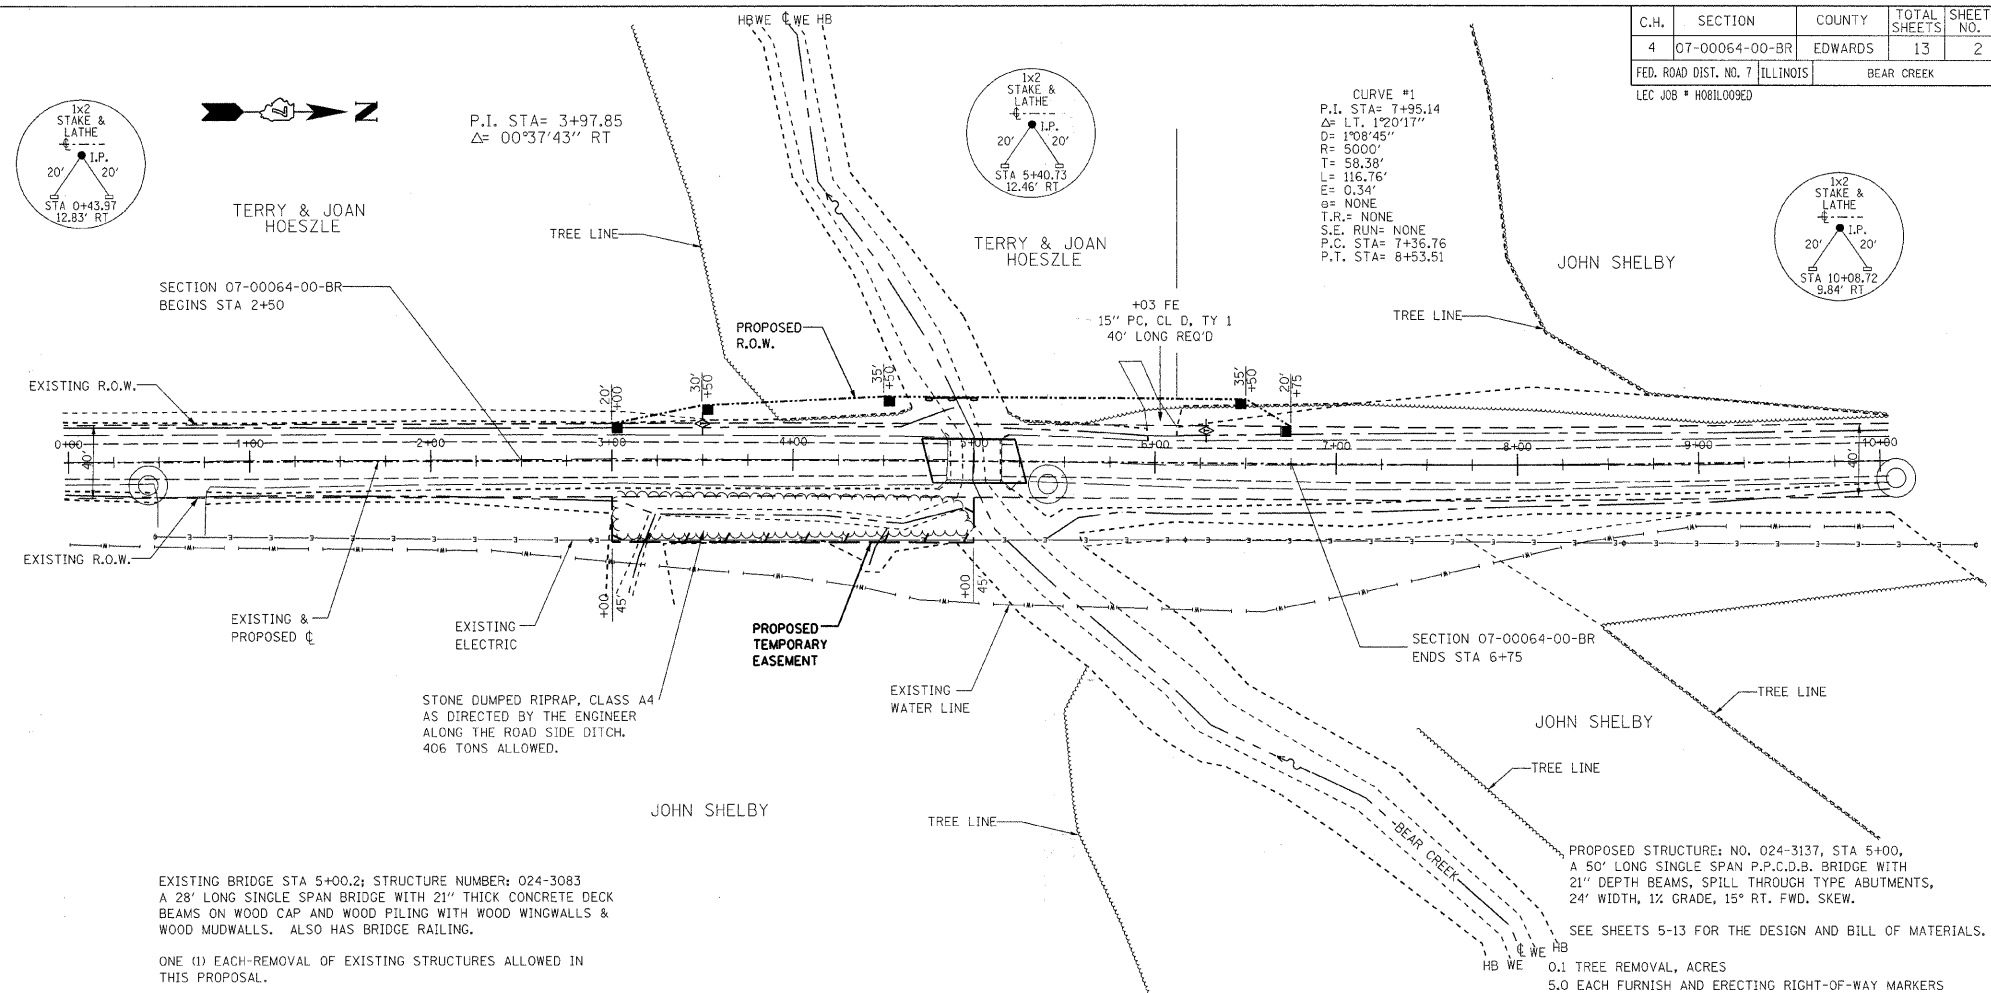 C.H. SECTION COUNTY TOTAL SHEETS SHEET NO.
4 07-00064-00-BR EDWARDS 13 2
FED. ROAD DIST. NO. 7 ILLINOIS BEAR CREEK
LEC JOB # H081L009ED
HB WE ℄ WE HB
1x2
STAKE &
LATHE
℄
I.P.
20' 20'
STA 0+43.97
12.83' RT
N
P.I. STA= 3+97.85
Δ= 00°37'43" RT
1x2
STAKE &
LATHE
℄
I.P.
20' 20'
STA 5+40.73
12.46' RT
CURVE #1
P.I. STA= 7+95.14
Δ= LT. 1°20'17"
D= 1°08'45"
R= 5000'
T= 58.38'
L= 116.76'
E= 0.34'
e= NONE
T.R.= NONE
S.E. RUN= NONE
P.C. STA= 7+36.76
P.T. STA= 8+53.51
1x2
STAKE &
LATHE
℄
I.P.
20' 20'
STA 10+08.72
9.84' RT
TERRY & JOAN
HOESZLE
TREE LINE
TERRY & JOAN
HOESZLE
JOHN SHELBY
SECTION 07-00064-00-BR
BEGINS STA 2+50
PROPOSED
R.O.W.
+03 FE
15" PC, CL D, TY 1
40' LONG REQ'D
TREE LINE
EXISTING R.O.W.
20'
+00
30'
+50
35'
+50
35'
+50
20'
+75
0+00 1+00 2+00 3+00 4+00 5+00 6+00 7+00 8+00 9+00 10+00
40'
40'
EXISTING R.O.W.
+00
45'
+00
45'
EXISTING &
PROPOSED ℄
EXISTING
ELECTRIC
PROPOSED
TEMPORARY
EASEMENT
SECTION 07-00064-00-BR
ENDS STA 6+75
STONE DUMPED RIPRAP, CLASS A4
AS DIRECTED BY THE ENGINEER
ALONG THE ROAD SIDE DITCH.
406 TONS ALLOWED.
EXISTING
WATER LINE
TREE LINE
JOHN SHELBY
TREE LINE
JOHN SHELBY
TREE LINE
BEAR CREEK
EXISTING BRIDGE STA 5+00.2; STRUCTURE NUMBER: 024-3083
A 28' LONG SINGLE SPAN BRIDGE WITH 21" THICK CONCRETE DECK
BEAMS ON WOOD CAP AND WOOD PILING WITH WOOD WINGWALLS &
WOOD MUDWALLS. ALSO HAS BRIDGE RAILING.
ONE (1) EACH-REMOVAL OF EXISTING STRUCTURES ALLOWED IN
THIS PROPOSAL.
PROPOSED STRUCTURE: NO. 024-3137, STA 5+00,
A 50' LONG SINGLE SPAN P.P.C.D.B. BRIDGE WITH
21" DEPTH BEAMS, SPILL THROUGH TYPE ABUTMENTS,
24' WIDTH, 1% GRADE, 15° RT. FWD. SKEW.
SEE SHEETS 5-13 FOR THE DESIGN AND BILL OF MATERIALS.
HB WE ℄ WE HB
0.1 TREE REMOVAL, ACRES
5.0 EACH FURNISH AND ERECTING RIGHT-OF-WAY MARKERS